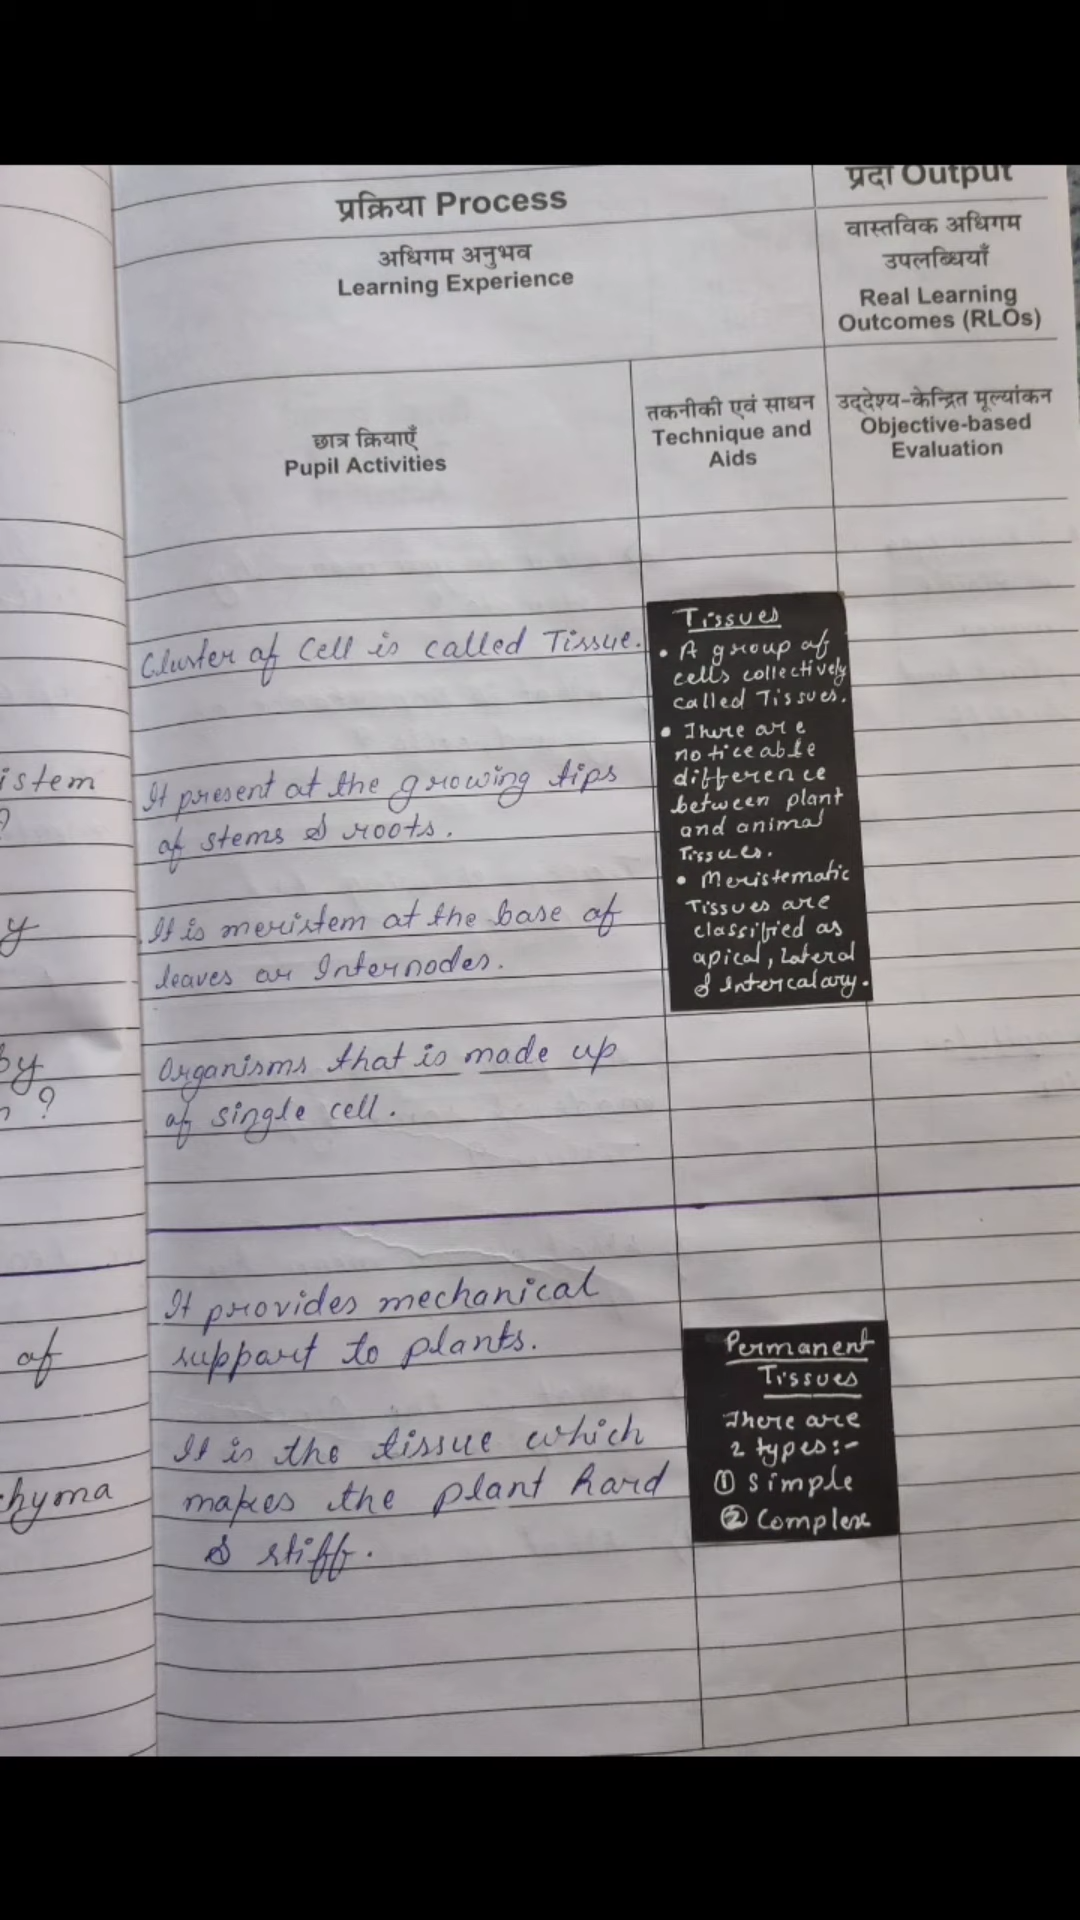 प्रक्रिया Process
अधिगम अनुभव
Learning Experience
प्रदा Output
वास्तविक अधिगम
उपलब्धियाँ
Real Learning
Outcomes (RLOs)
छात्र क्रियाएँ
Pupil Activities
तकनीकी एवं साधन
Technique and
Aids
उद्देश्य-केन्द्रित मूल्यांकन
Objective-based
Evaluation
Cluster of Cell is called Tissue.
It present at the growing tips
of stems & roots.
It is meristem at the base of
leaves or Internodes.
Organisms that is made up
of single cell.
Tissues
• A group of
cells collectively
called Tissues.
• There are
noticeable
difference
between plant
and animal
Tissues.
• Meristematic
Tissues are
classified as
apical, Lateral
& Intercalary.
It provides mechanical
support to plants.
It is the tissue which
makes the plant hard
& stiff.
Permanent
Tissues
There are
2 types:-
① Simple
② Complex
istem
?
y
by
?
of
chyma